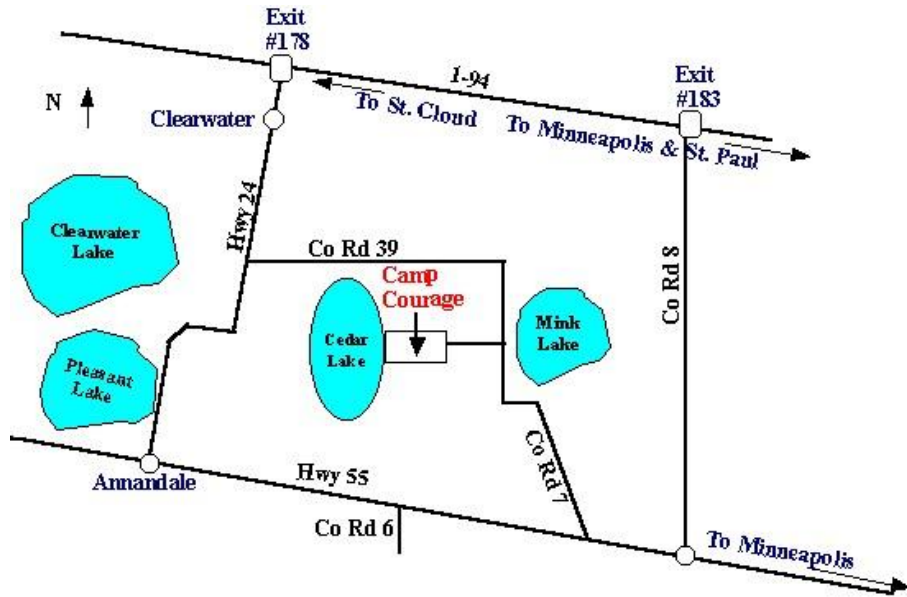 Exit
#178
1-94
Exit
#183
N
To St. Cloud
To Minneapolis & St. Paul
Clearwater
Hwy 24
Clearwater
Lake
Co Rd 39
Co Rd 8
Camp
Courage
Cedar
Lake
Mink
Lake
Pleasant
Lake
Co Rd 7
Annandale
Hwy 55
Co Rd 6
To Minneapolis